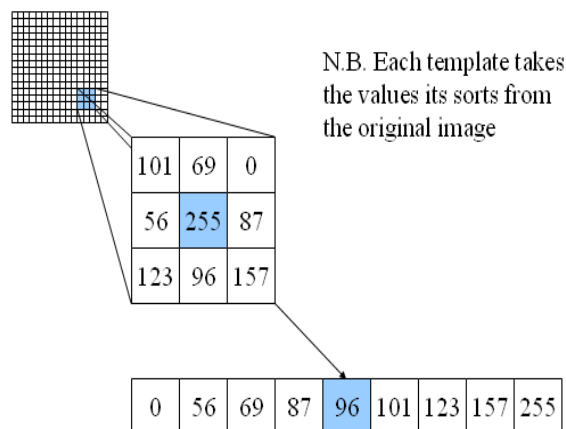 N.B. Each template takes
the values its sorts from
the original image
101 69 0
56 255 87
123 96 157
0 56 69 87 96 101 123 157 255